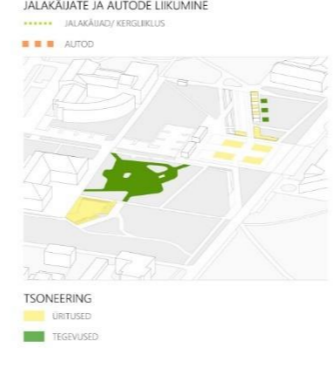 JALAKÄIJATE JA AUTODE LIIKUMINE
JALAKÄIJAD/ KERGLIIKLUS
AUTOD
TSONEERING
ÜRITUSED
TEGEVUSED